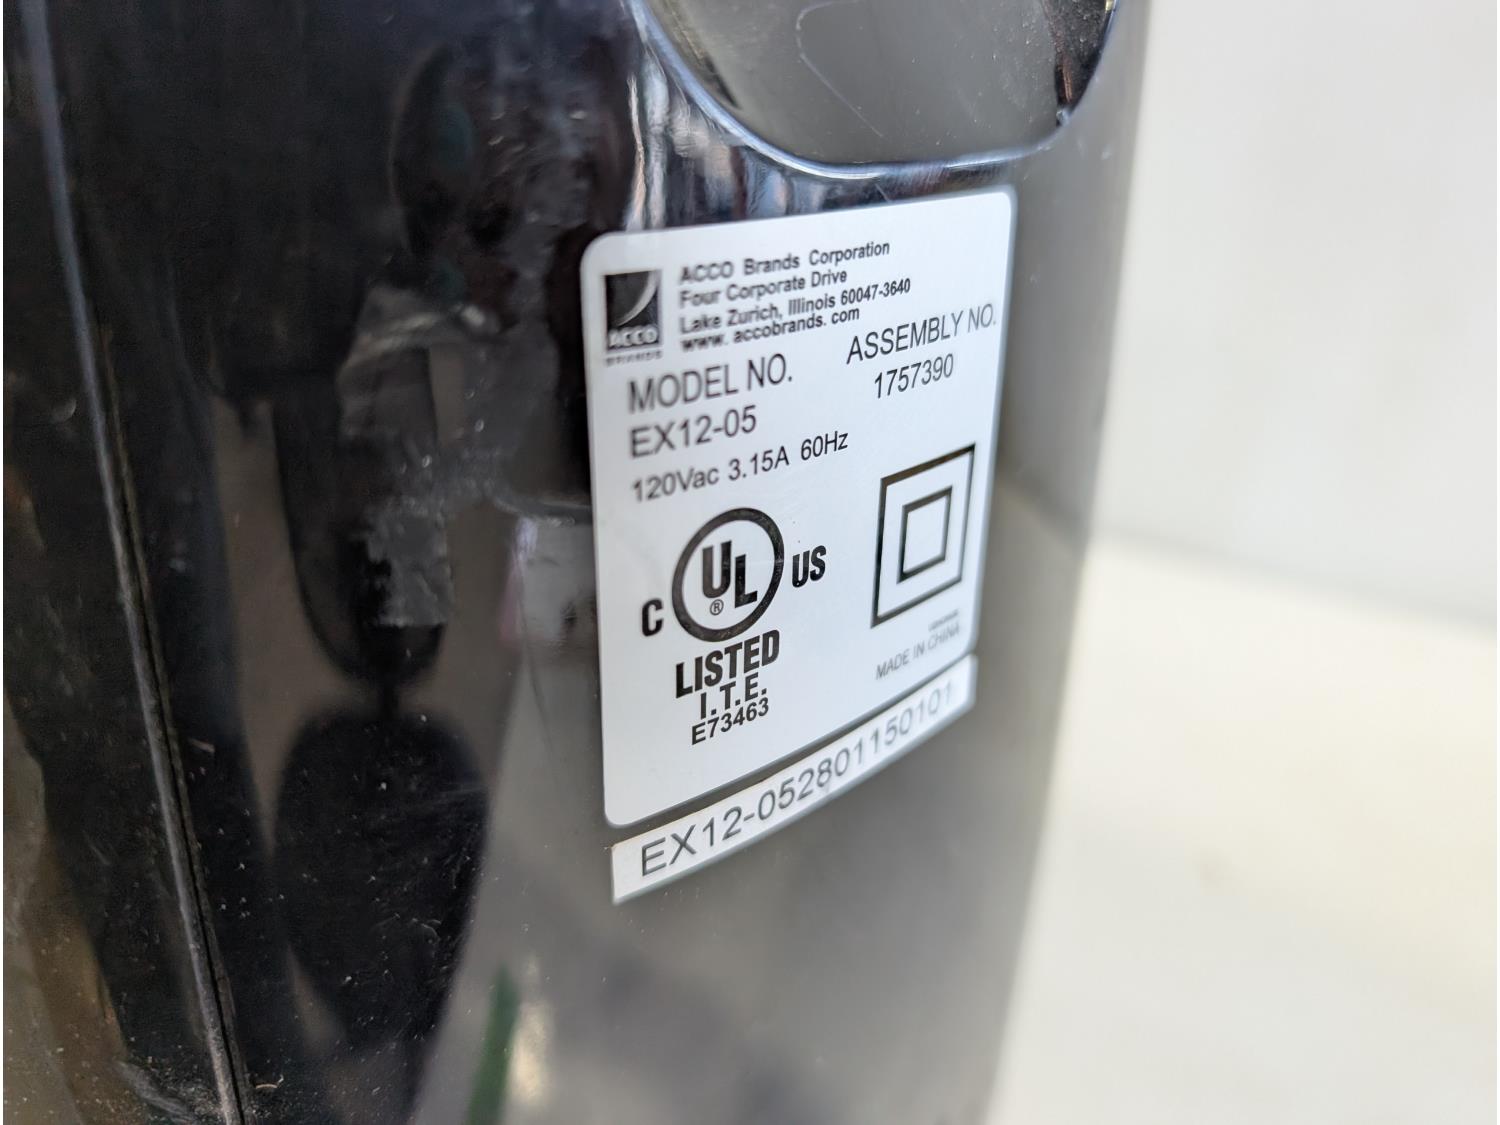 ACCO Brands Corporation
Four Corporate Drive
Lake Zurich, Illinois 60047-3640
www. accobrands. com
ACCO
BRANDS
MODEL NO.
EX12-05
ASSEMBLY NO.
1757390
120Vac 3.15A 60Hz
C UL US
®
LISTED
I.T.E.
E73463
MADE IN CHINA
EX12-052801150101